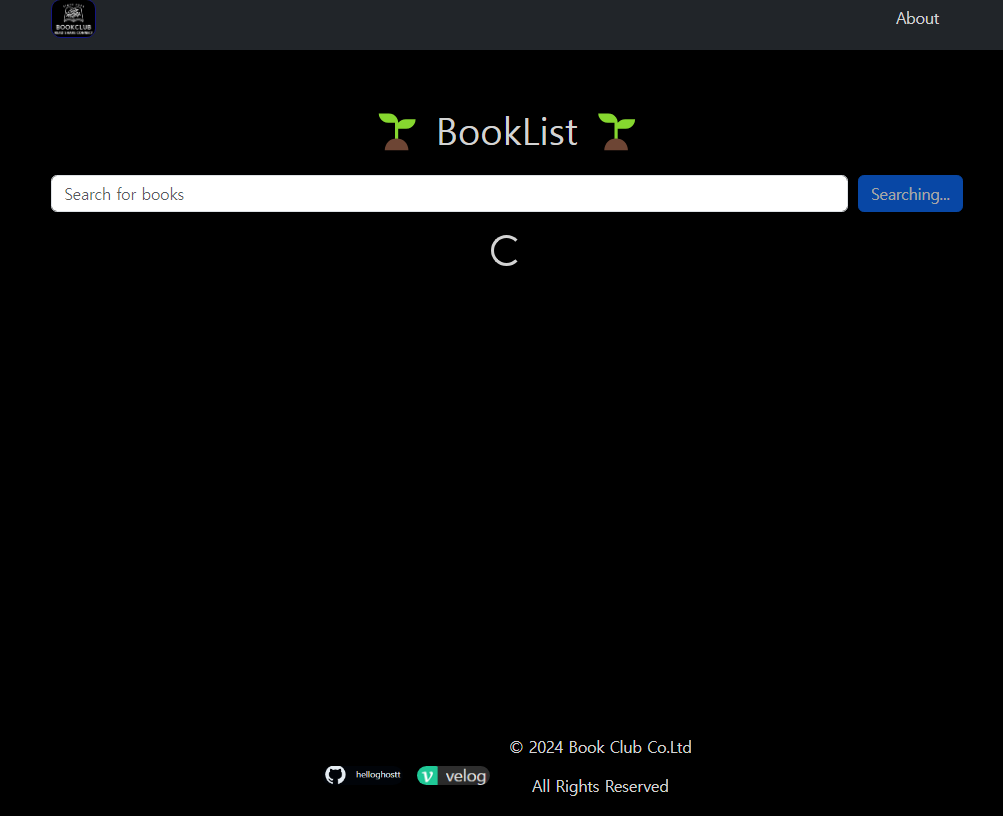 BOOKCLUB
About
BookList
Search for books
Searching...
© 2024 Book Club Co.Ltd
helloghostt
velog
All Rights Reserved